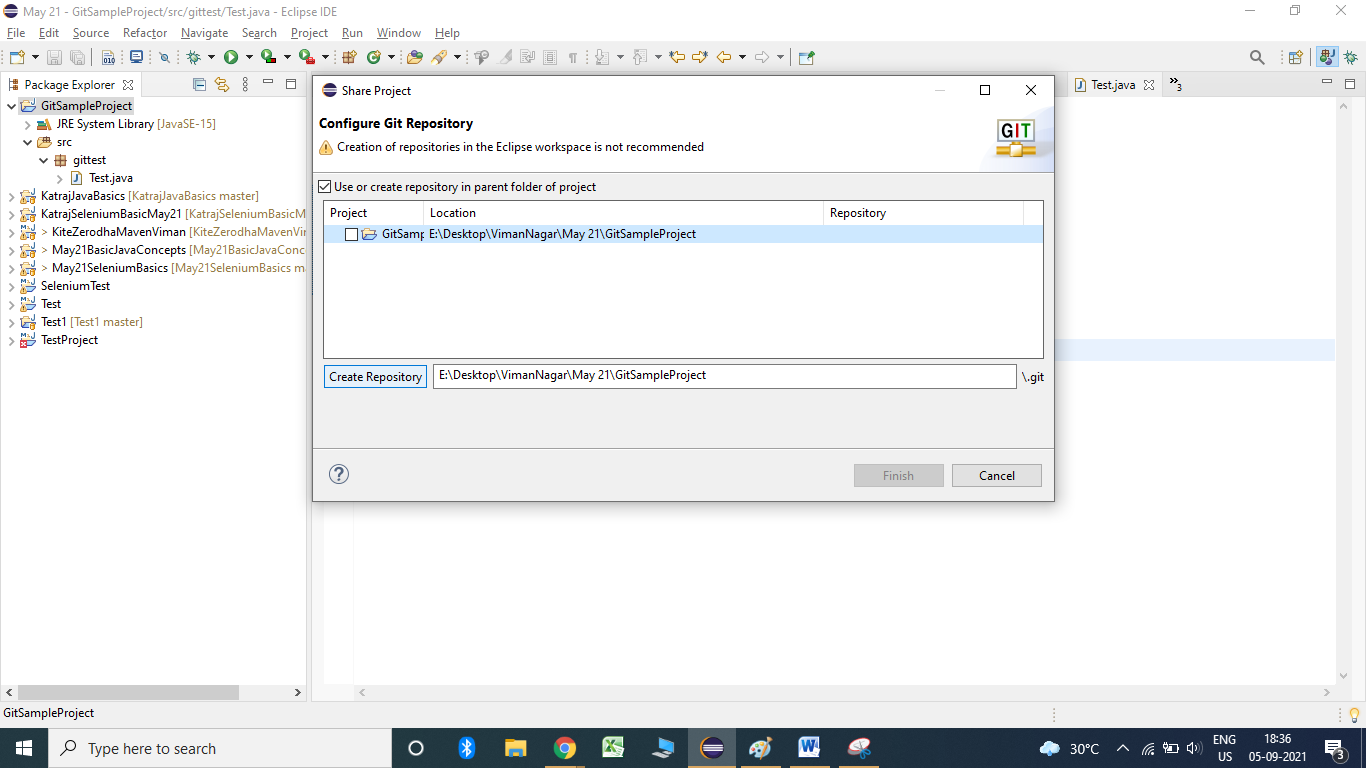 May 21 - GitSampleProject/src/gittest/Test.java - Eclipse IDE
File Edit Source Refactor Navigate Search Project Run Window Help
Package Explorer
GitSampleProject
JRE System Library [JavaSE-15]
src
gittest
Test.java
KatrajJavaBasics [KatrajJavaBasics master]
KatrajSeleniumBasicMay21 [KatrajSeleniumBasicM
> KiteZerodhaMavenViman [KiteZerodhaMavenVir
> May21BasicJavaConcepts [May21BasicJavaConc
> May21SeleniumBasics [May21SeleniumBasics m
SeleniumTest
Test
Test1 [Test1 master]
TestProject
Share Project
Configure Git Repository
Creation of repositories in the Eclipse workspace is not recommended
GIT
Use or create repository in parent folder of project
Project Location Repository
GitSamp E:\Desktop\VimanNagar\May 21\GitSampleProject
Create Repository E:\Desktop\VimanNagar\May 21\GitSampleProject \.git
Finish Cancel
Test.java
»3
GitSampleProject
Type here to search
30°C
ENG
US
18:36
05-09-2021
3